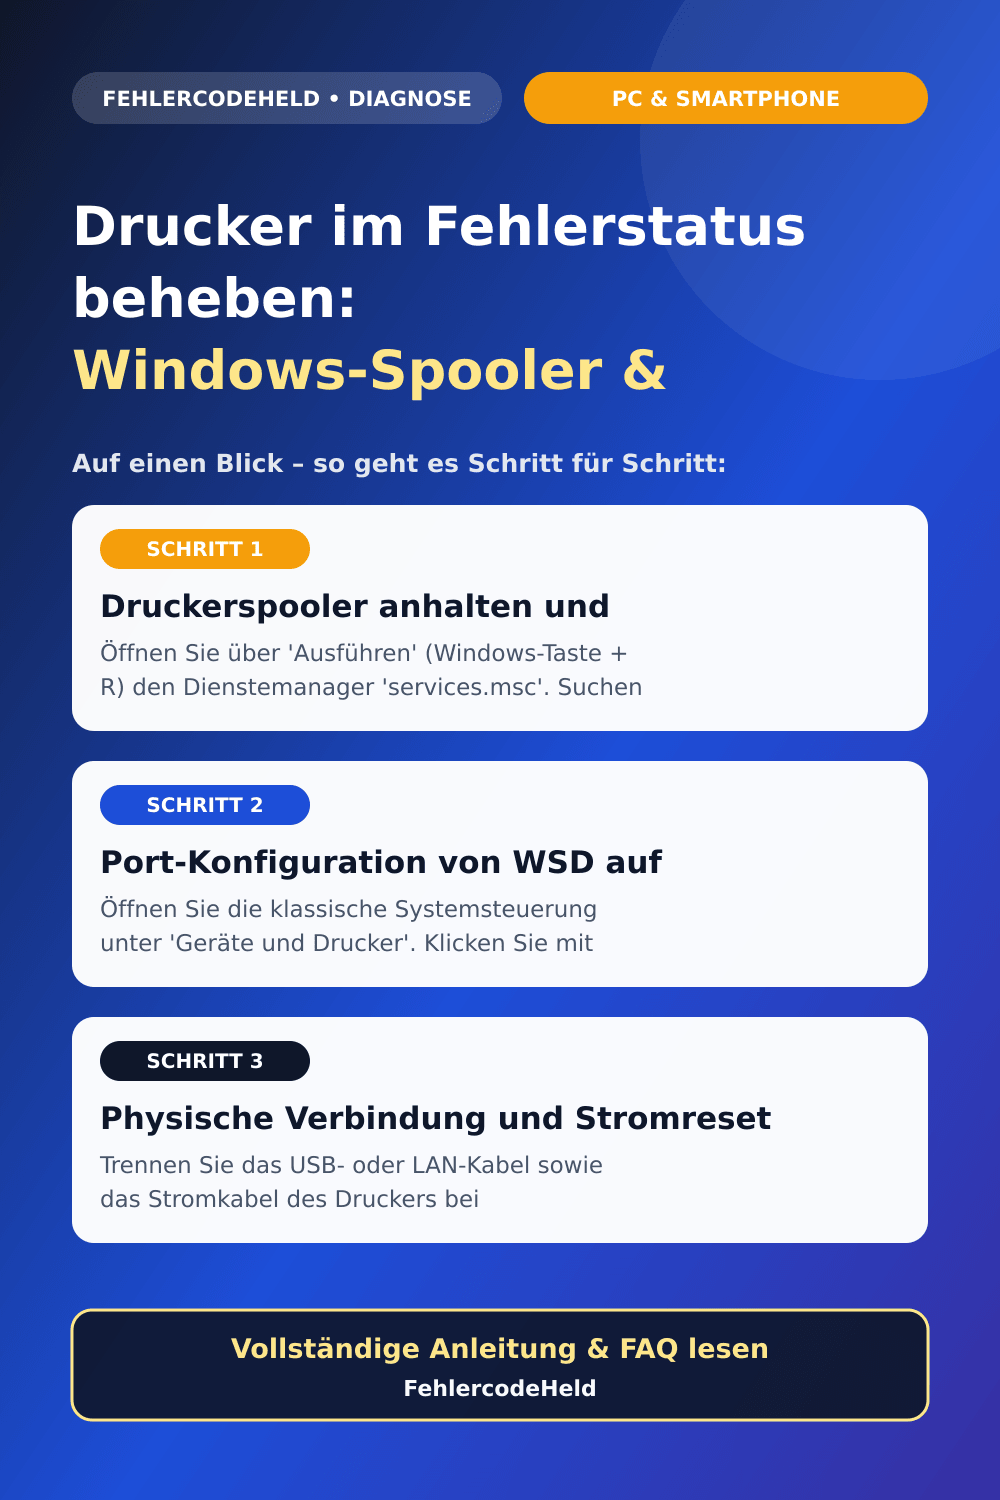 FEHLERCODEHELD • DIAGNOSE
PC & SMARTPHONE
Drucker im Fehlerstatus
beheben:
Windows-Spooler &
Auf einen Blick – so geht es Schritt für Schritt:
SCHRITT 1
Druckerspooler anhalten und
Öffnen Sie über 'Ausführen' (Windows-Taste +
R) den Dienstemanager 'services.msc'. Suchen
SCHRITT 2
Port-Konfiguration von WSD auf
Öffnen Sie die klassische Systemsteuerung
unter 'Geräte und Drucker'. Klicken Sie mit
SCHRITT 3
Physische Verbindung und Stromreset
Trennen Sie das USB- oder LAN-Kabel sowie
das Stromkabel des Druckers bei
Vollständige Anleitung & FAQ lesen
FehlercodeHeld